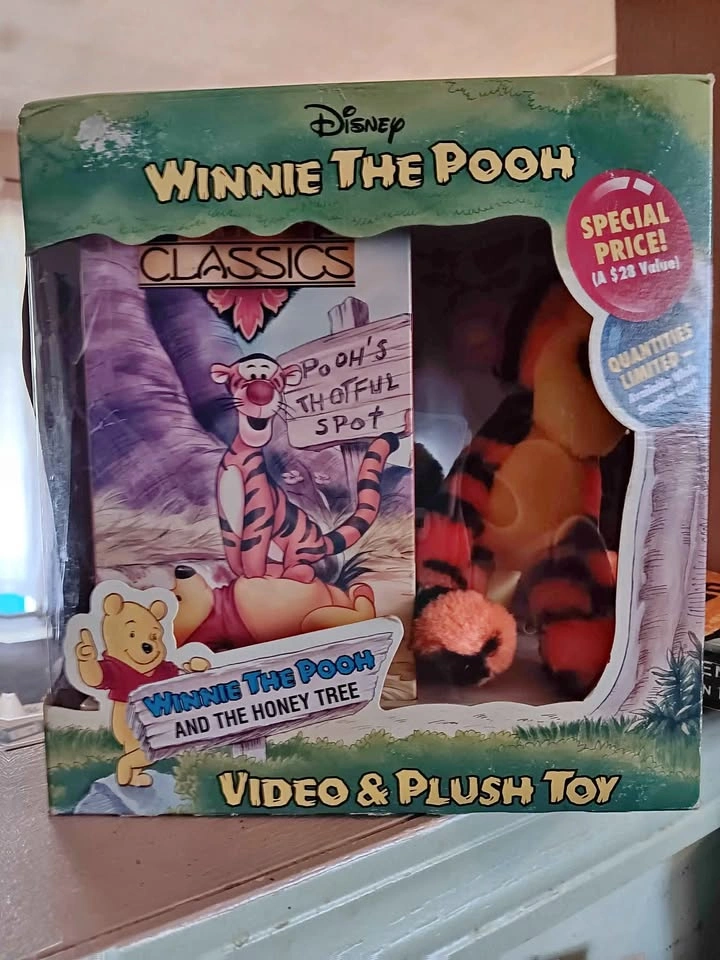 Disney
WINNIE THE POOH
SPECIAL
PRICE!
(A $28 Value)
QUANTITIES
LIMITED –
CLASSICS
POOH'S
THOTFUL
SPOT
WINNIE THE POOH
AND THE HONEY TREE
VIDEO & PLUSH TOY